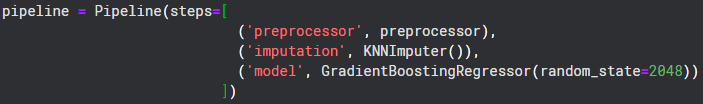 pipeline = Pipeline(steps=[
('preprocessor', preprocessor),
('imputation', KNNImputer()),
('model', GradientBoostingRegressor(random_state=2048))
])